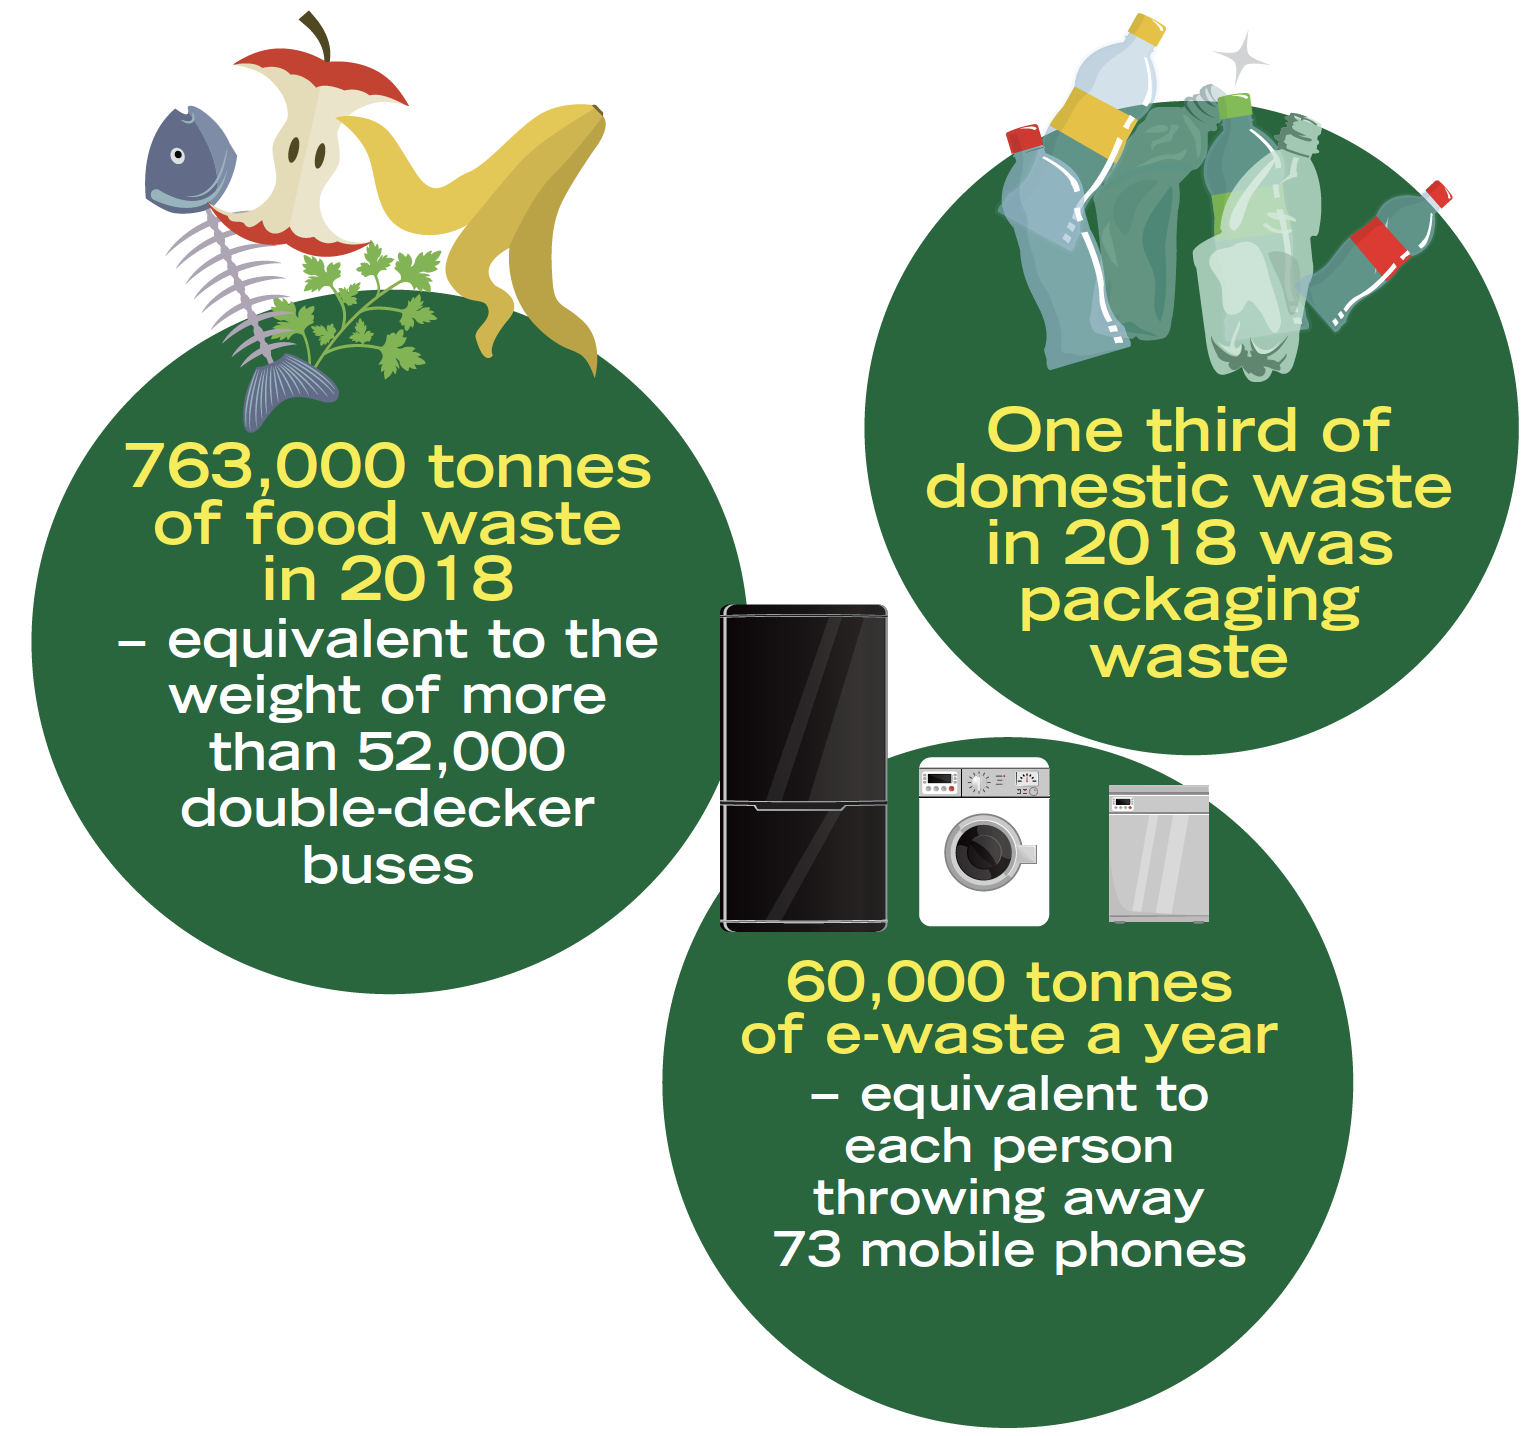 763,000 tonnes
of food waste
in 2018
– equivalent to the
weight of more
than 52,000
double-decker
buses
One third of
domestic waste
in 2018 was
packaging
waste
60,000 tonnes
of e-waste a year
– equivalent to
each person
throwing away
73 mobile phones